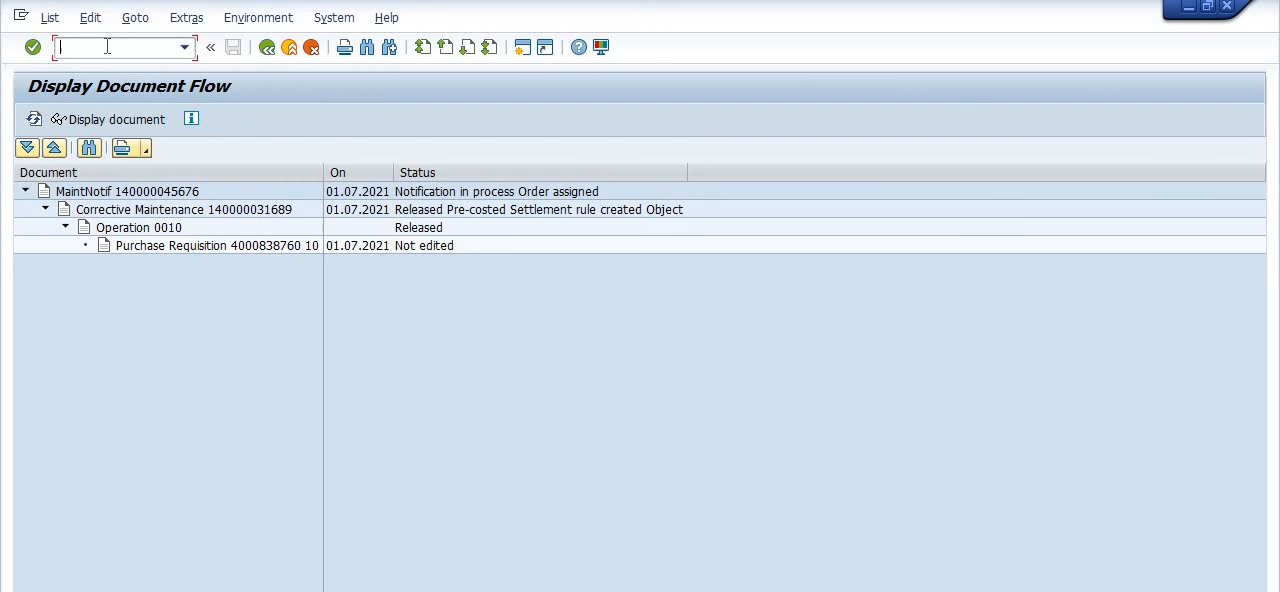 List Edit Goto Extras Environment System Help
Display Document Flow
Display document
Document On Status
MaintNotif 140000045676 01.07.2021 Notification in process Order assigned
Corrective Maintenance 140000031689 01.07.2021 Released Pre-costed Settlement rule created Object
Operation 0010 Released
Purchase Requisition 4000838760 10 01.07.2021 Not edited